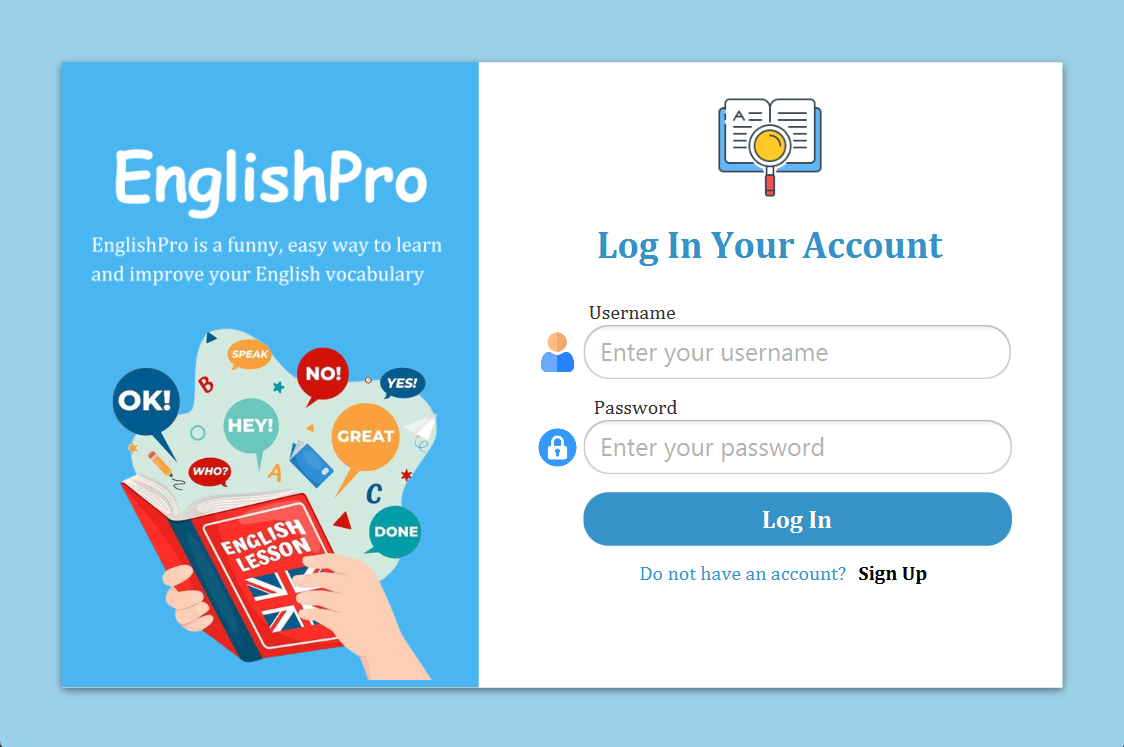 EnglishPro
EnglishPro is a funny, easy way to learn
and improve your English vocabulary
SPEAK
NO!
YES!
OK!
B
HEY!
GREAT
WHO?
A
C
DONE
ENGLISH
LESSON
A
Log In Your Account
Username
Enter your username
Password
Enter your password
Log In
Do not have an account? Sign Up